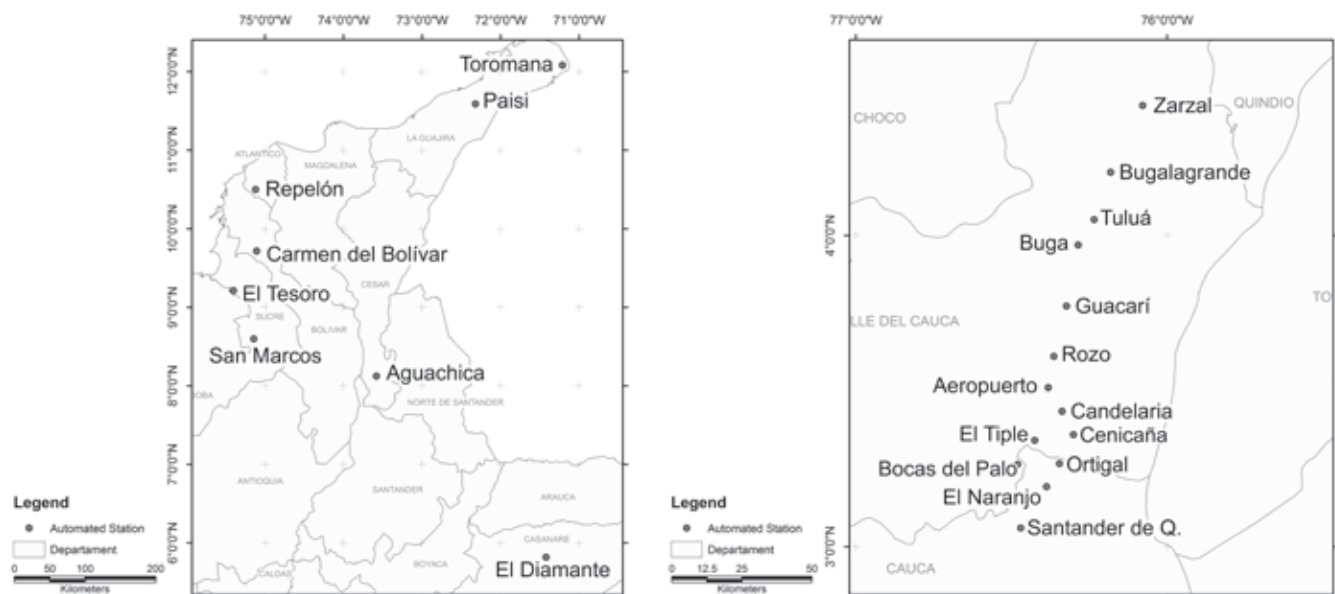 75°0'0"W 74°0'0"W 73°0'0"W 72°0'0"W 71°0'0"W
12°0'0"N
11°0'0"N
10°0'0"N
9°0'0"N
8°0'0"N
7°0'0"N
6°0'0"N
Toromana
Paisi
LA GUAJIRA
ATLANTICO
MAGDALENA
Repelón
Carmen del Bolívar
CESAR
El Tesoro
SUCRE
BOLIVAR
San Marcos
Aguachica
OBA
NORTE DE SANTANDER
ANTIOQUIA
SANTANDER
ARAUCA
CASANARE
BOYACA
CALDAS
El Diamante
Legend
Automated Station
Departament
0 50 100 200
Kilometers
77°0'0"W 76°0'0"W
4°0'0"N
3°0'0"N
Zarzal
QUINDIO
CHOCO
Bugalagrande
Tuluá
Buga
Guacarí
TO
LLE DEL CAUCA
Rozo
Aeropuerto
Candelaria
El Tiple
Cenicaña
Bocas del Palo
Ortigal
El Naranjo
Santander de Q.
CAUCA
Legend
Automated Station
Departament
0 12.5 25 50
Kilometers